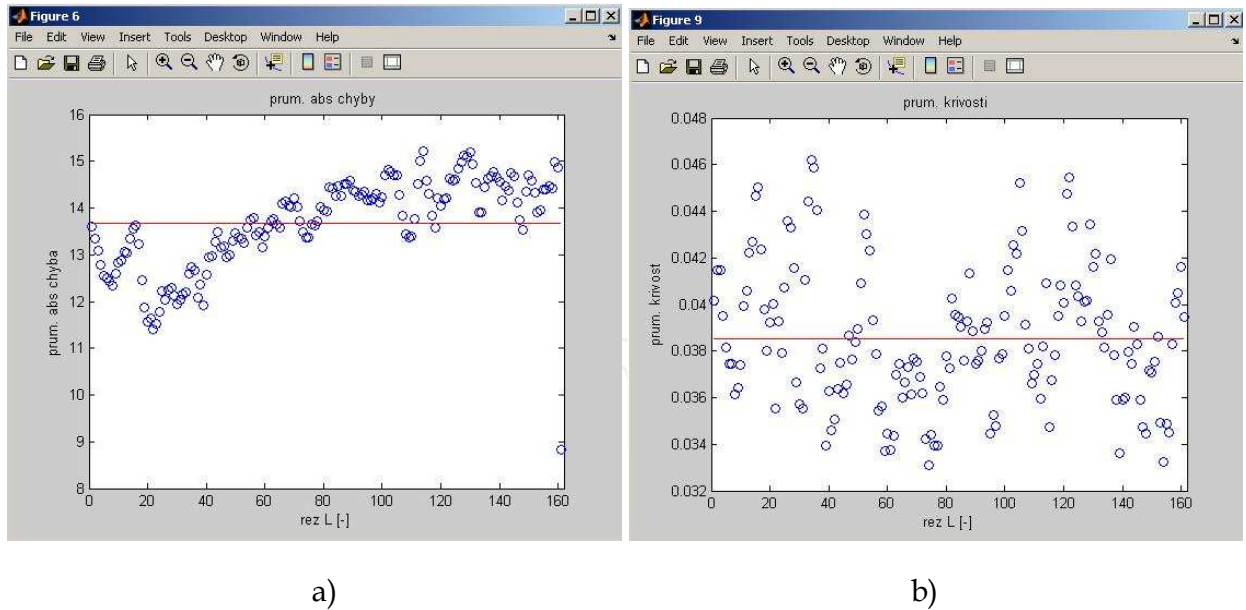 Figure 6
File Edit View Insert Tools Desktop Window Help
prum. abs chyby
16
15
14
13
12
11
10
9
8
prum. abs chyba
0 20 40 60 80 100 120 140 160
rez L [-]
a)
Figure 9
File Edit View Insert Tools Desktop Window Help
prum. krivosti
0.048
0.046
0.044
0.042
0.04
0.038
0.036
0.034
0.032
prum. krivost
0 20 40 60 80 100 120 140 160
rez L [-]
b)